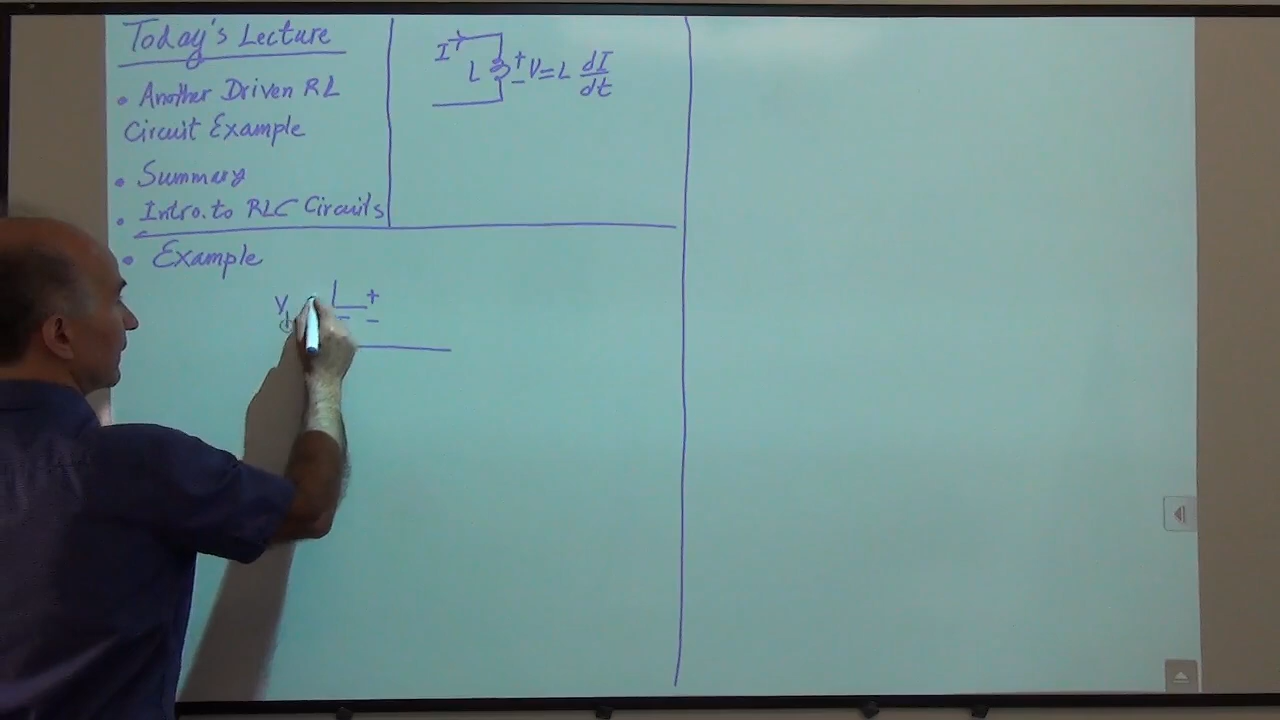 Today's Lecture
• Another Driven RL
Circuit Example
• Summary
• Intro. to RLC Circuits
I
L
+
−
V = L dI/dt
• Example
V
+
−